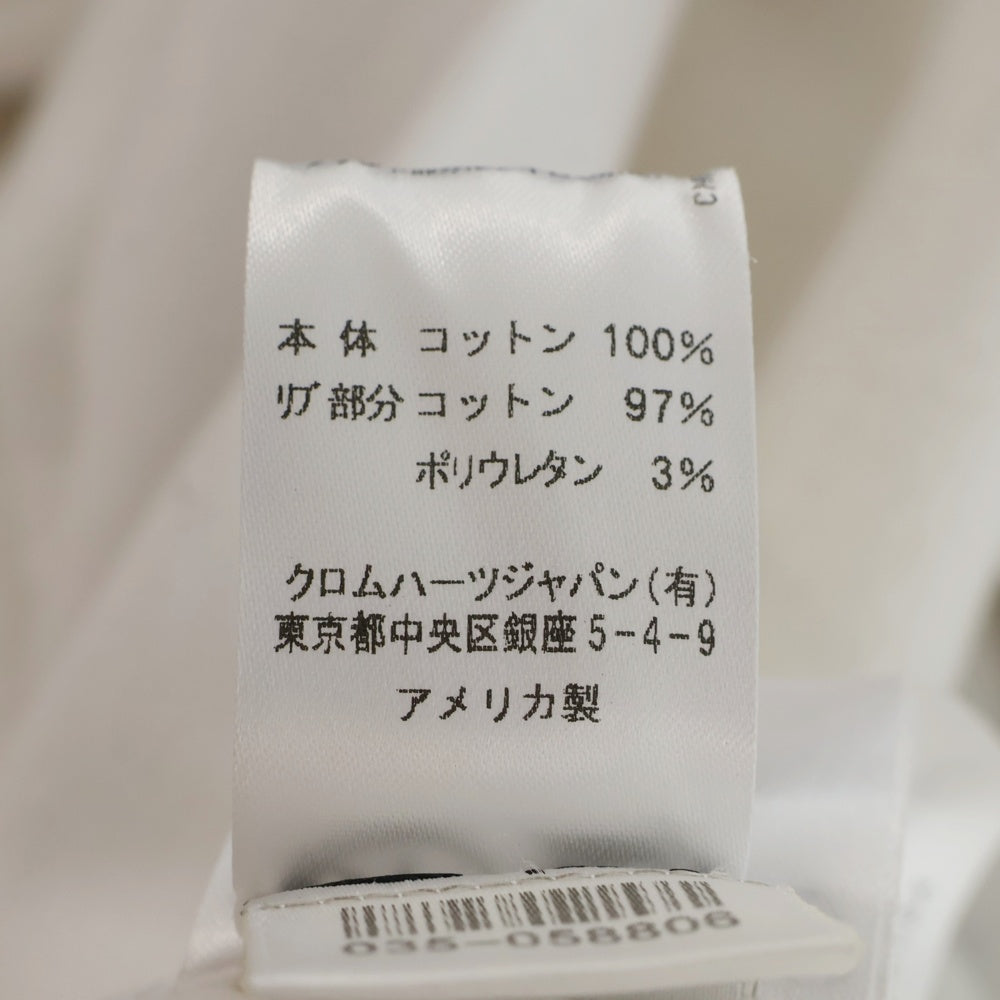 本体 コットン 100%
リブ部分 コットン 97%
ポリウレタン 3%
クロムハーツジャパン(有)
東京都中央区銀座5-4-9
アメリカ製
035-058806